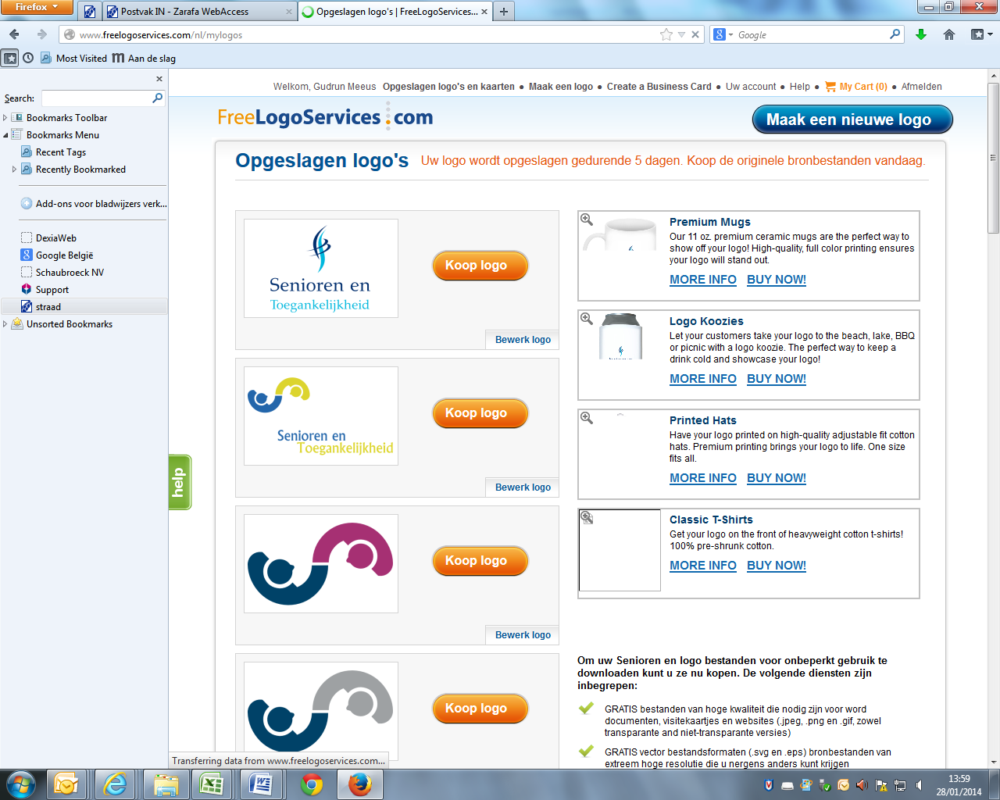 Firefox
Postvak IN - Zarafa WebAccess
Opgeslagen logo's | FreeLogoServices...
www.freelogoservices.com/nl/mylogos
Google
Most Visited
Aan de slag
Search:
Bookmarks Toolbar
Bookmarks Menu
Recent Tags
Recently Bookmarked
Add-ons voor bladwijzers verk...
DexiaWeb
Google België
Schaubroeck NV
Support
straad
Unsorted Bookmarks
Welkom, Gudrun Meeus Opgeslagen logo's en kaarten • Maak een logo • Create a Business Card • Uw account • Help • My Cart (0) • Afmelden
FreeLogoServices.com
Maak een nieuwe logo
Opgeslagen logo's
Uw logo wordt opgeslagen gedurende 5 dagen. Koop de originele bronbestanden vandaag.
Senioren en
Toegankelijkheid
Koop logo
Bewerk logo
Senioren en
Toegankelijkheid
Koop logo
Bewerk logo
Koop logo
Bewerk logo
Koop logo
Premium Mugs
Our 11 oz. premium ceramic mugs are the perfect way to
show off your logo! High-quality, full color printing ensures
your logo will stand out.
MORE INFO BUY NOW!
Logo Koozies
Let your customers take your logo to the beach, lake, BBQ
or picnic with a logo koozie. The perfect way to keep a
drink cold and showcase your logo!
MORE INFO BUY NOW!
Printed Hats
Have your logo printed on high-quality adjustable fit cotton
hats. Premium printing brings your logo to life. One size
fits all.
MORE INFO BUY NOW!
Classic T-Shirts
Get your logo on the front of heavyweight cotton t-shirts!
100% pre-shrunk cotton.
MORE INFO BUY NOW!
Om uw Senioren en logo bestanden voor onbeperkt gebruik te
downloaden kunt u ze nu kopen. De volgende diensten zijn
inbegrepen:
GRATIS bestanden van hoge kwaliteit die nodig zijn voor word
documenten, visitekaartjes en websites (.jpeg, .png en .gif, zowel
transparante and niet-transparante versies)
GRATIS vector bestandsformaten (.svg en .eps) bronbestanden van
extreem hoge resolutie die u nergens anders kunt krijgen
help
Transferring data from www.freelogoservices.com...
13:59
28/01/2014